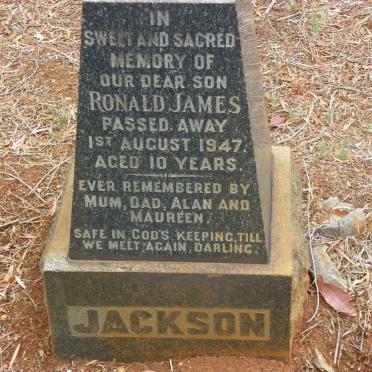 IN
SWEET AND SACRED
MEMORY OF
OUR DEAR SON
RONALD JAMES
PASSED AWAY
1ST AUGUST 1947.
AGED 10 YEARS.
EVER REMEMBERED BY
MUM, DAD, ALAN AND
MAUREEN.
SAFE IN GOD'S KEEPING, TILL
WE MEET AGAIN, DARLING.
JACKSON